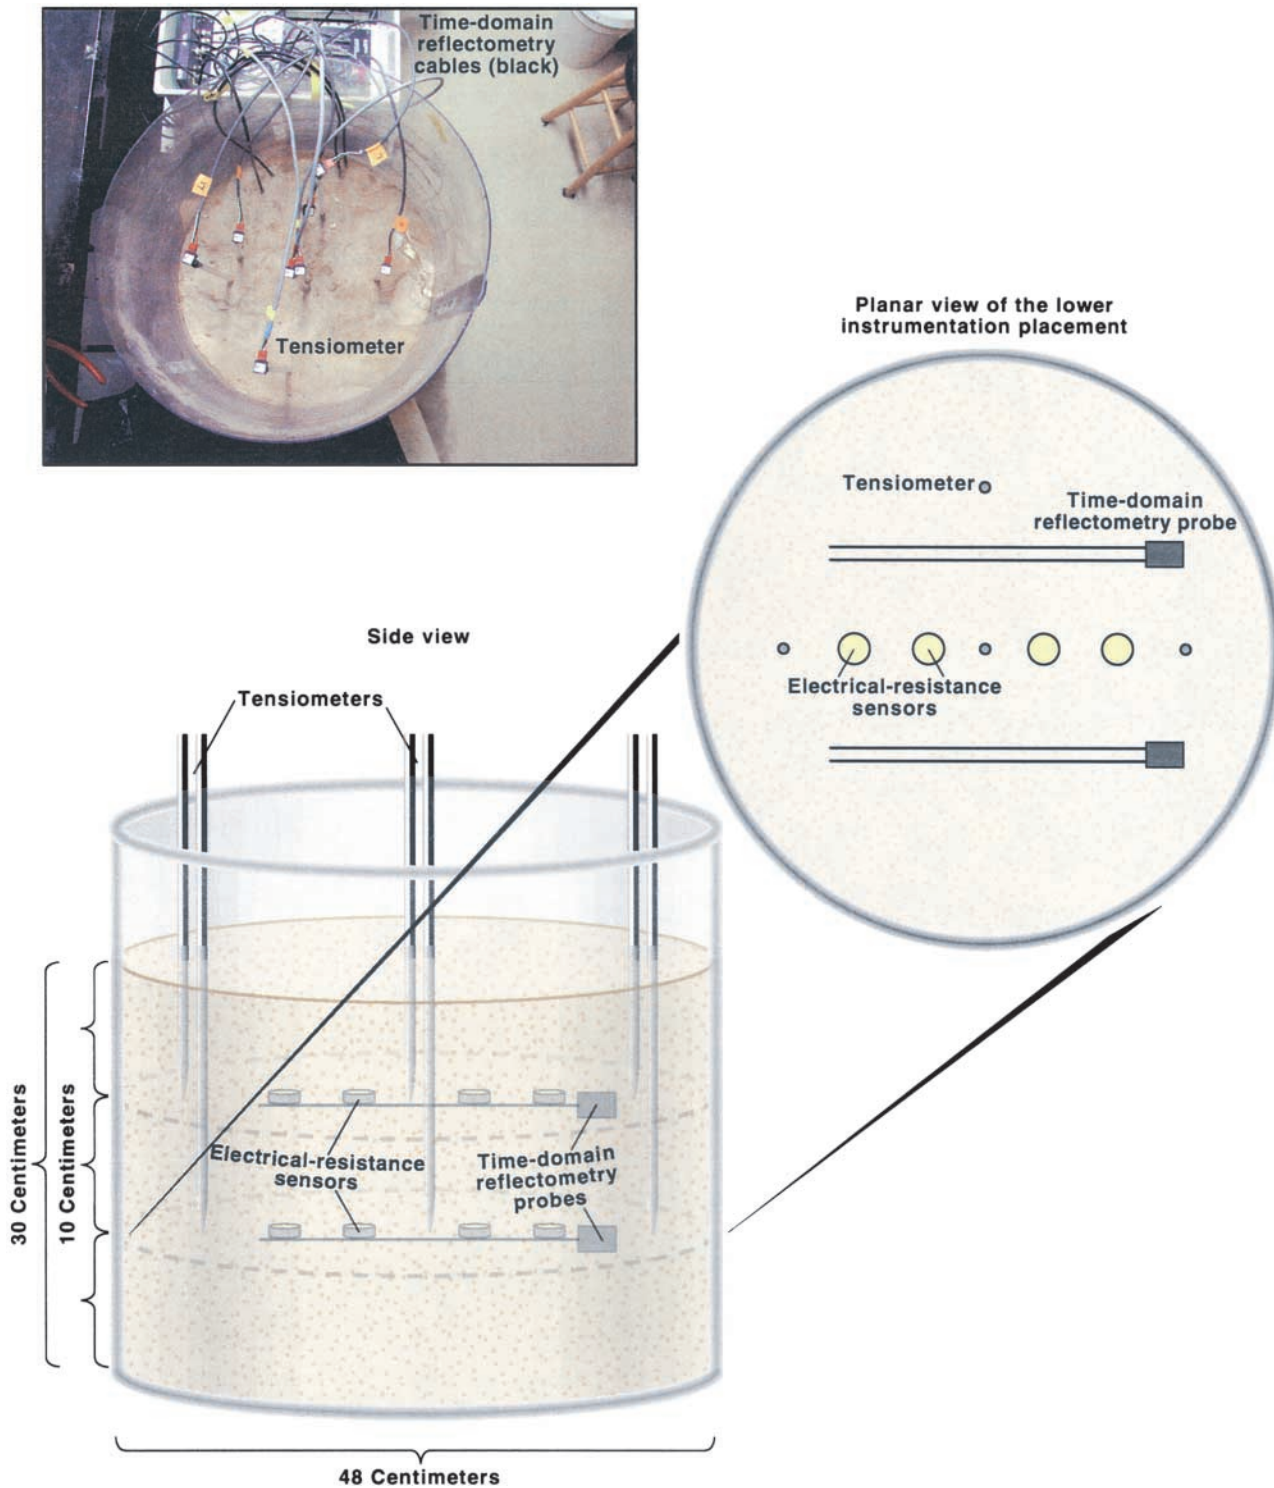 Time-domain
reflectometry
cables (black)
Tensiometer
Planar view of the lower
instrumentation placement
Tensiometer
Time-domain
reflectometry probe
Electrical-resistance
sensors
Side view
Tensiometers
Electrical-resistance
sensors
Time-domain
reflectometry
probes
30 Centimeters
10 Centimeters
48 Centimeters